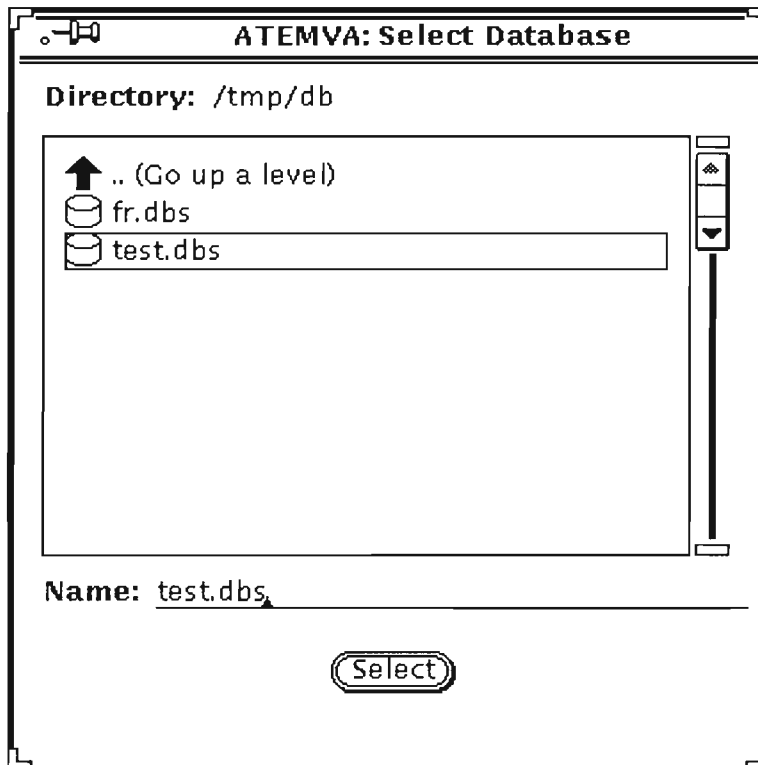 ATEMVA: Select Database
Directory: /tmp/db
.. (Go up a level)
fr.dbs
test.dbs
Name: test.dbs
Select